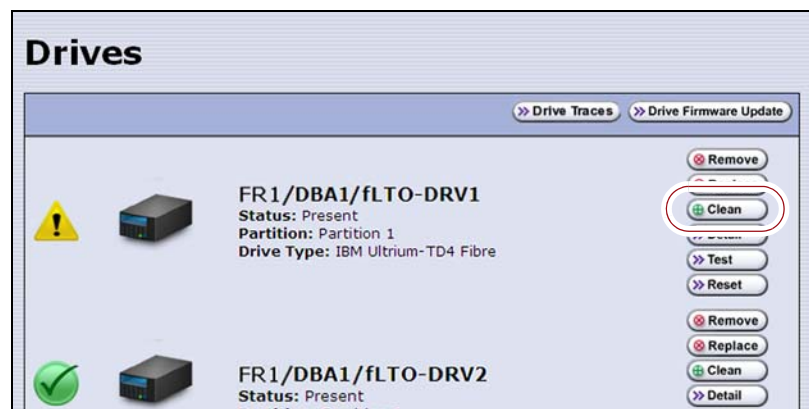 Drives
Drive Traces Drive Firmware Update
Remove
FR1/DBA1/fLTO-DRV1
Status: Present
Partition: Partition 1
Drive Type: IBM Ultrium-TD4 Fibre
Clean
Test
Reset
Remove
Replace
FR1/DBA1/fLTO-DRV2
Status: Present
Clean
Detail